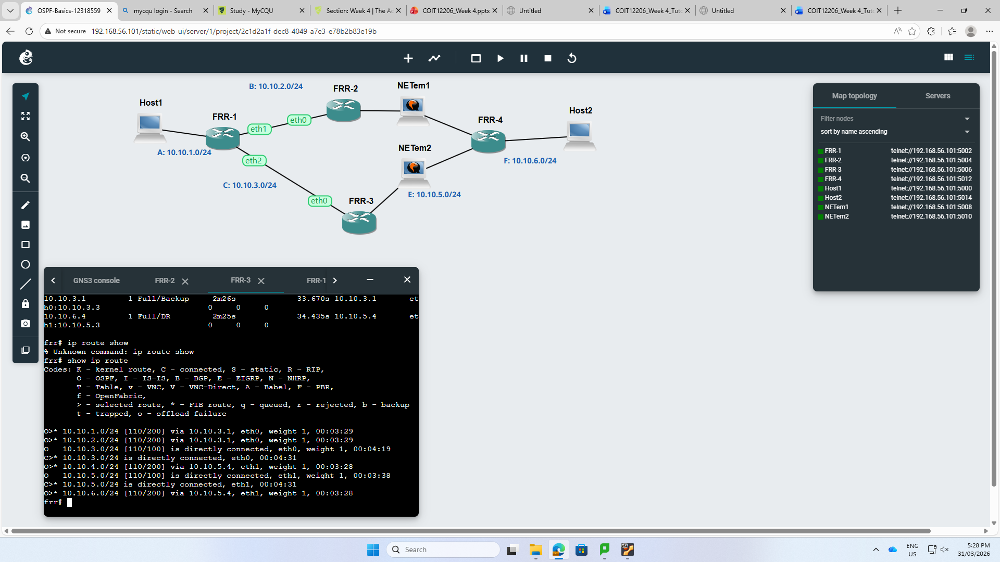 OSPF-Basics-12318559
mycqu login - Search
Study - MyCQU
Section: Week 4 | The Ac
COIT12206_Week 4.pptx
Untitled
COIT12206_Week 4_Tuto
Untitled
COIT12206_Week 4_Tuto
Not secure
192.168.56.101/static/web-ui/server/1/project/2c1d2a1f-dec8-4049-a7e3-e78b2b83e19b
B: 10.10.2.0/24
FRR-2
NETem1
Host1
FRR-1
eth1
eth0
FRR-4
Host2
A: 10.10.1.0/24
eth2
NETem2
F: 10.10.6.0/24
C: 10.10.3.0/24
E: 10.10.5.0/24
eth0
FRR-3
Map topology
Servers
Filter nodes
sort by name ascending
FRR-1 telnet://192.168.56.101:5002
FRR-2 telnet://192.168.56.101:5004
FRR-3 telnet://192.168.56.101:5006
FRR-4 telnet://192.168.56.101:5012
Host1 telnet://192.168.56.101:5000
Host2 telnet://192.168.56.101:5014
NETem1 telnet://192.168.56.101:5008
NETem2 telnet://192.168.56.101:5010
GNS3 console
FRR-2
FRR-3
FRR-1
10.10.3.1 1 Full/Backup 2m26s 33.670s 10.10.3.1 et
h0:10.10.3.3 0 0 0
10.10.6.4 1 Full/DR 2m25s 34.435s 10.10.5.4 et
h1:10.10.5.3 0 0 0
frr# ip route show
% Unknown command: ip route show
frr# show ip route
Codes: K - kernel route, C - connected, S - static, R - RIP,
O - OSPF, I - IS-IS, B - BGP, E - EIGRP, N - NHRP,
T - Table, v - VNC, V - VNC-Direct, A - Babel, F - PBR,
f - OpenFabric,
> - selected route, * - FIB route, q - queued, r - rejected, b - backup
t - trapped, o - offload failure
O>* 10.10.1.0/24 [110/200] via 10.10.3.1, eth0, weight 1, 00:03:29
O>* 10.10.2.0/24 [110/200] via 10.10.3.1, eth0, weight 1, 00:03:29
O 10.10.3.0/24 [110/100] is directly connected, eth0, weight 1, 00:04:19
C>* 10.10.3.0/24 is directly connected, eth0, 00:04:31
O>* 10.10.4.0/24 [110/200] via 10.10.5.4, eth1, weight 1, 00:03:28
O 10.10.5.0/24 [110/100] is directly connected, eth1, weight 1, 00:03:38
C>* 10.10.5.0/24 is directly connected, eth1, 00:04:31
O>* 10.10.6.0/24 [110/200] via 10.10.5.4, eth1, weight 1, 00:03:28
frr#
Search
ENG
US
5:28 PM
31/03/2026